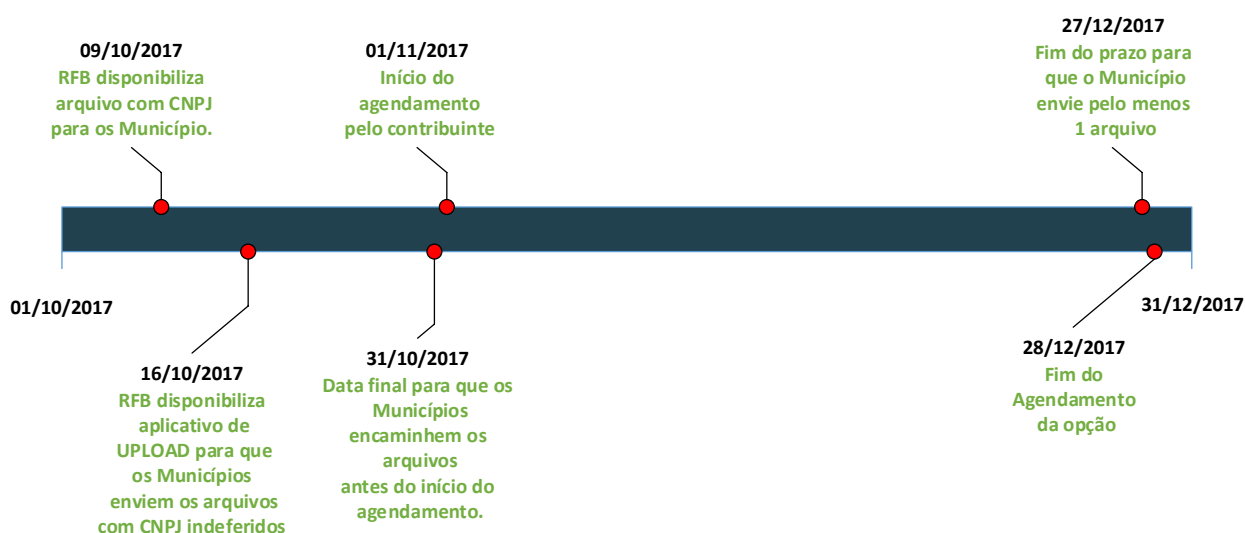 09/10/2017
RFB disponibiliza
arquivo com CNPJ
para os Município.
01/11/2017
Início do
agendamento
pelo contribuinte
27/12/2017
Fim do prazo para
que o Município
envie pelo menos
1 arquivo
01/10/2017
31/12/2017
16/10/2017
RFB disponibiliza
aplicativo de
UPLOAD para que
os Municípios
enviem os arquivos
com CNPJ indeferidos
31/10/2017
Data final para que os
Municípios
encaminhem os
arquivos
antes do início do
agendamento.
28/12/2017
Fim do
Agendamento
da opção